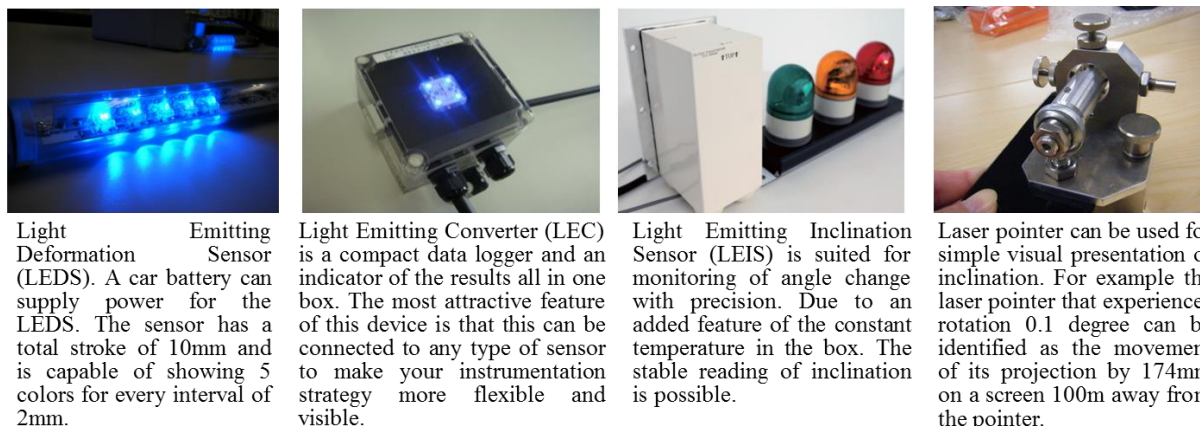 Light Emitting
Deformation Sensor
(LEDS). A car battery can
supply power for the
LEDS. The sensor has a
total stroke of 10mm and
is capable of showing 5
colors for every interval of
2mm.
Light Emitting Converter (LEC)
is a compact data logger and an
indicator of the results all in one
box. The most attractive feature
of this device is that this can be
connected to any type of sensor
to make your instrumentation
strategy more flexible and
visible.
Light Emitting Inclination
Sensor (LEIS) is suited for
monitoring of angle change
with precision. Due to an
added feature of the constant
temperature in the box. The
stable reading of inclination
is possible.
Laser pointer can be used fo
simple visual presentation o
inclination. For example th
laser pointer that experience
rotation 0.1 degree can b
identified as the movemen
of its projection by 174mm
on a screen 100m away from
the pointer.